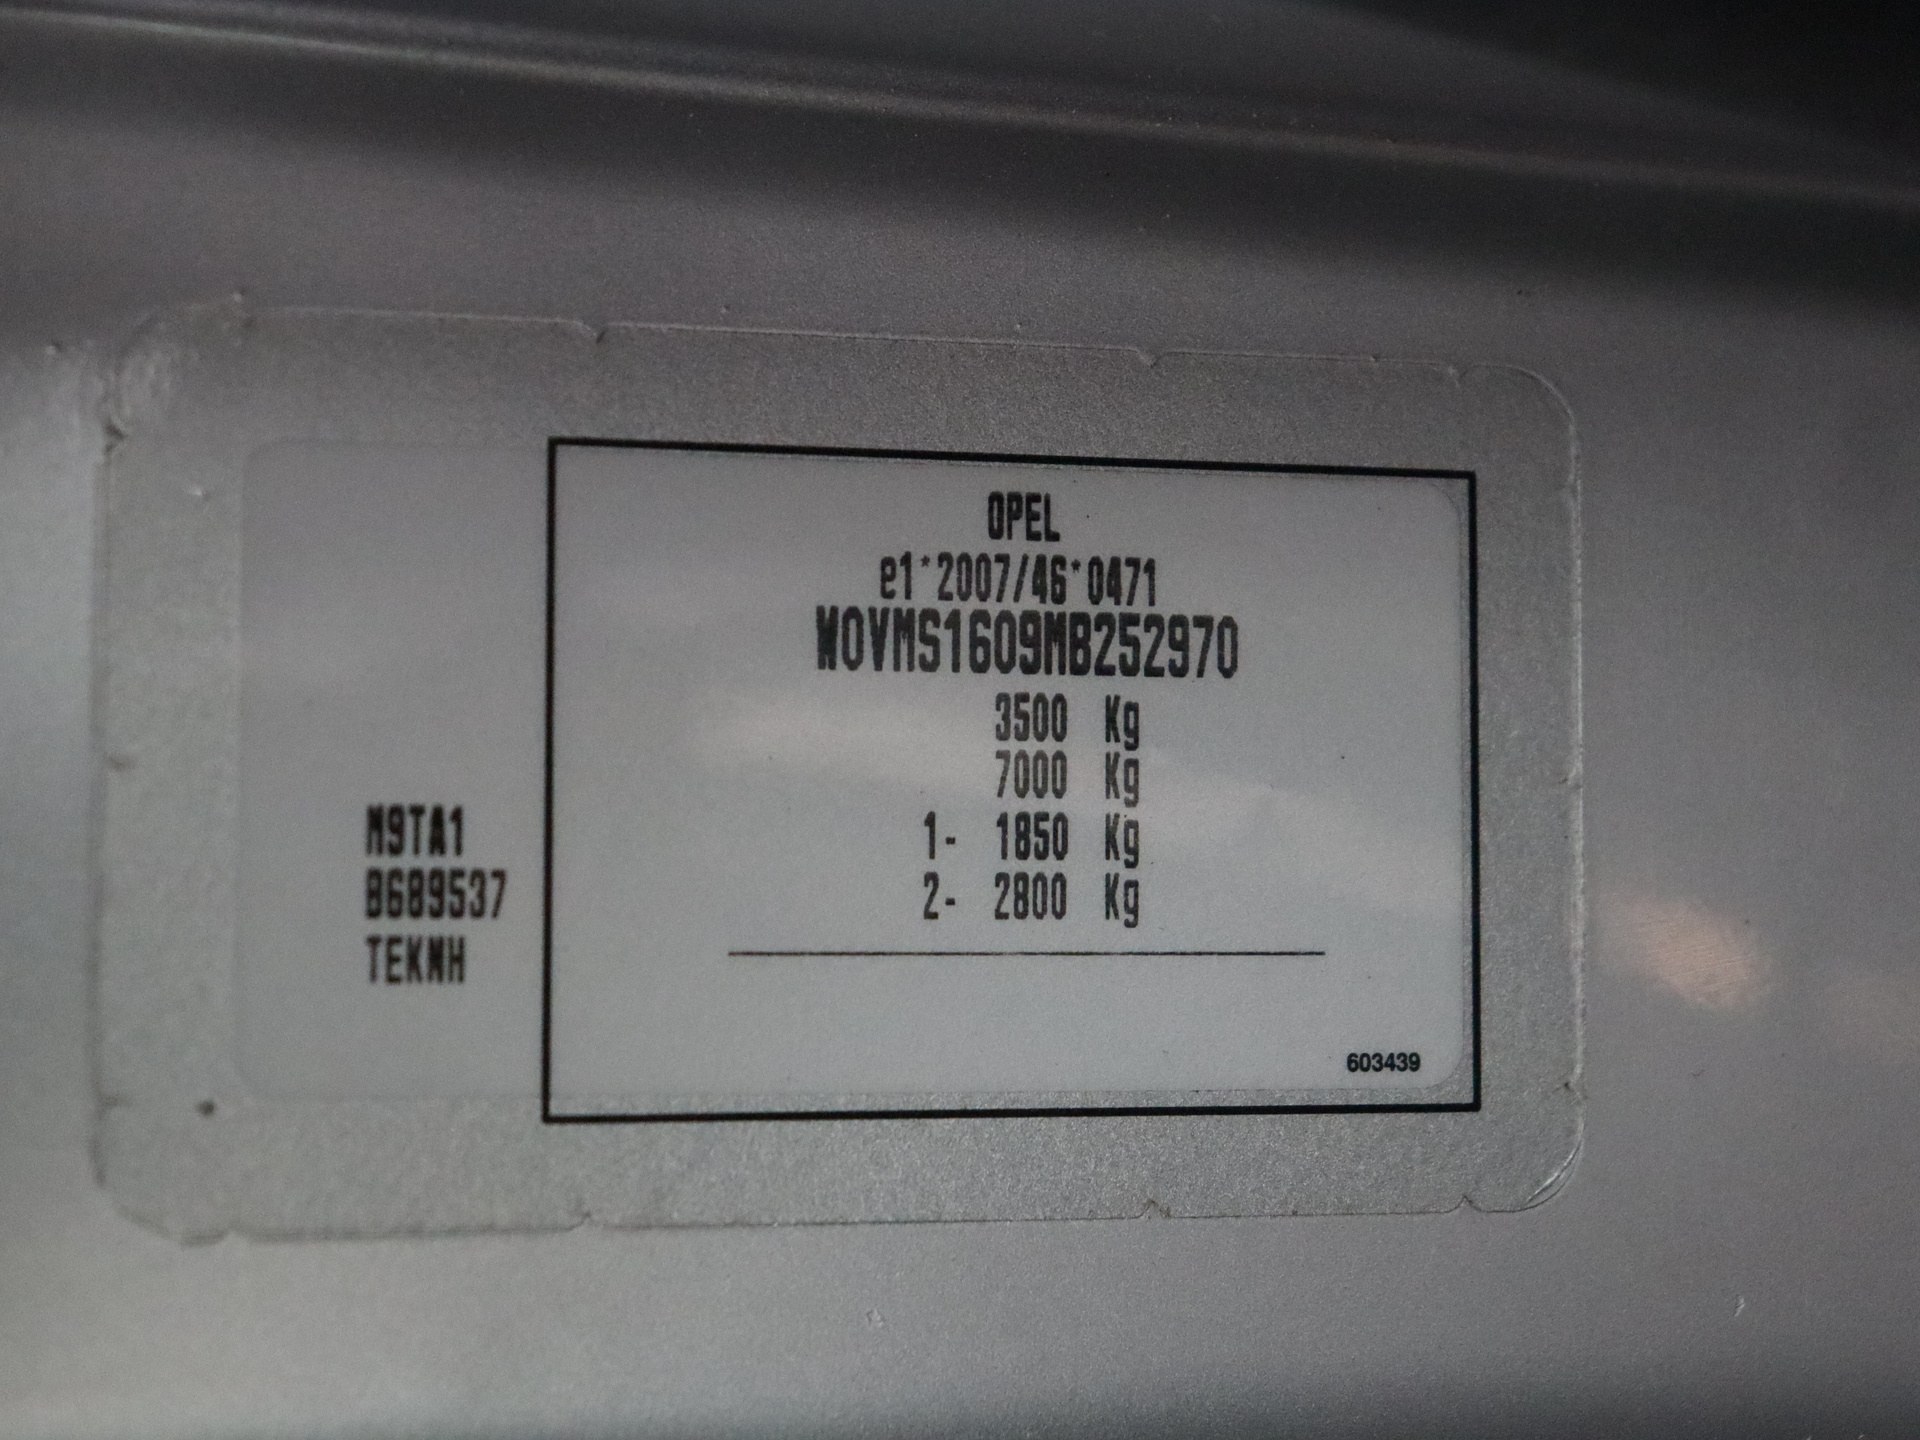 OPEL
e1*2007/46*0471
W0VMS1609MB252970
3500 Kg
7000 Kg
1- 1850 Kg
2- 2800 Kg
M9TA1
B689537
TEKNH
603439